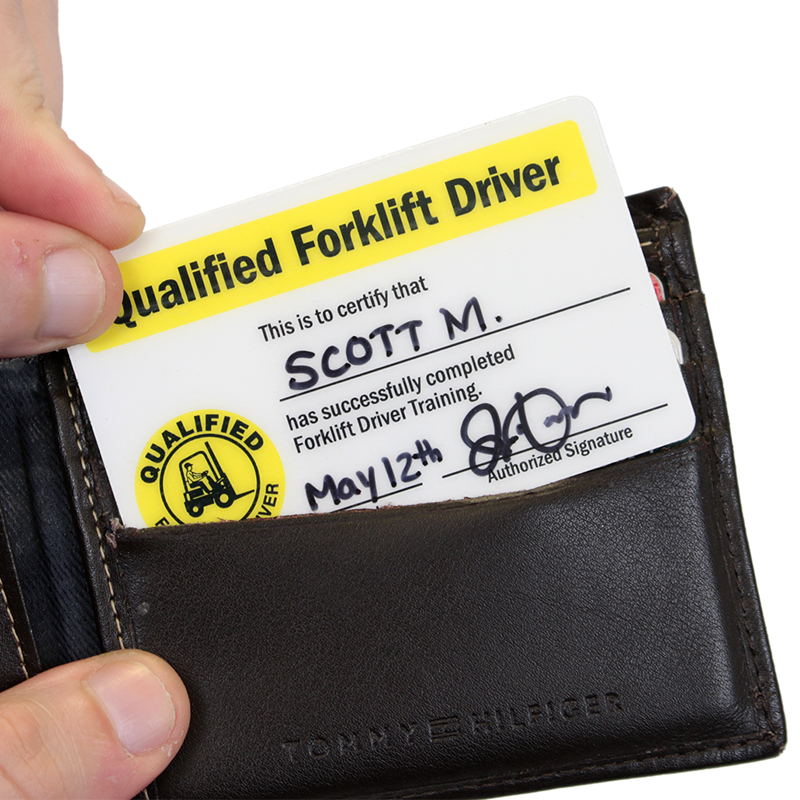 Qualified Forklift Driver
This is to certify that
SCOTT M.
has successfully completed
Forklift Driver Training.
May 12th
Authorized Signature
QUALIFIED
TOMMY HILFIGER